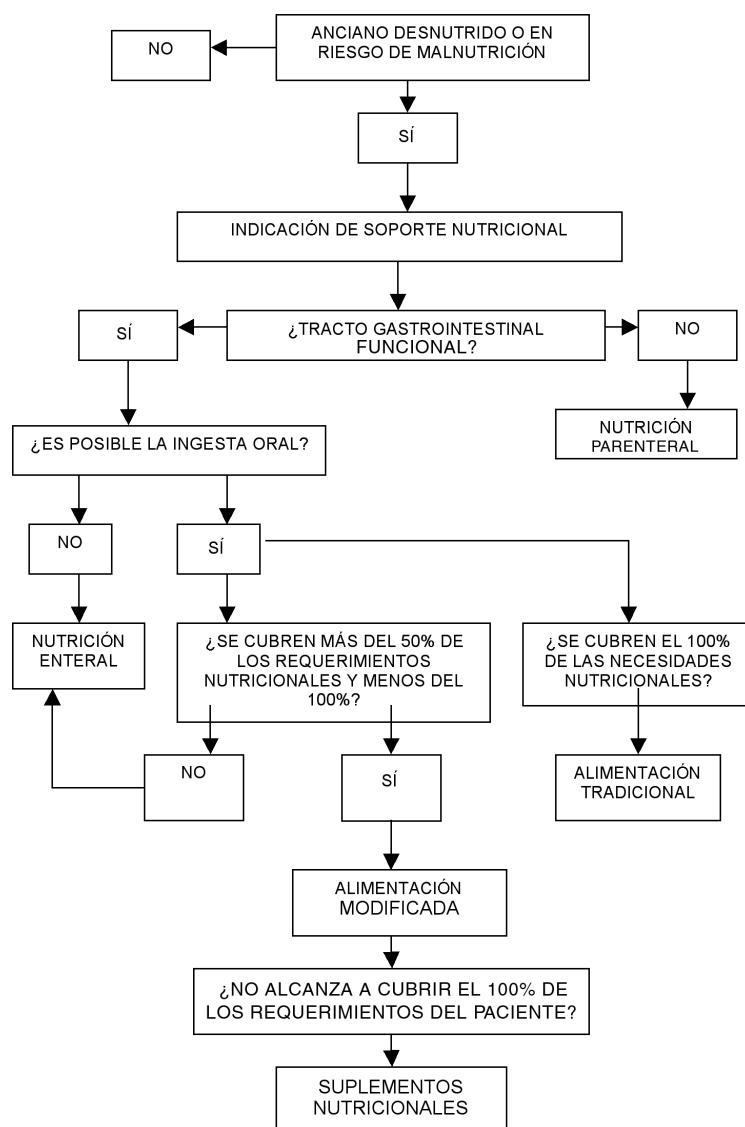 NO
ANCIANO DESNUTRIDO O EN
RIESGO DE MALNUTRICIÓN
SÍ
INDICACIÓN DE SOPORTE NUTRICIONAL
SÍ
¿TRACTO GASTROINTESTINAL
FUNCIONAL?
NO
NUTRICIÓN
PARENTERAL
¿ES POSIBLE LA INGESTA ORAL?
NO
SÍ
NUTRICIÓN
ENTERAL
¿SE CUBREN MÁS DEL 50% DE
LOS REQUERIMIENTOS
NUTRICIONALES Y MENOS DEL
100%?
¿SE CUBREN EL 100%
DE LAS NECESIDADES
NUTRICIONALES?
NO
SÍ
ALIMENTACIÓN
TRADICIONAL
ALIMENTACIÓN
MODIFICADA
¿NO ALCANZA A CUBRIR EL 100% DE
LOS REQUERIMIENTOS DEL PACIENTE?
SUPLEMENTOS
NUTRICIONALES